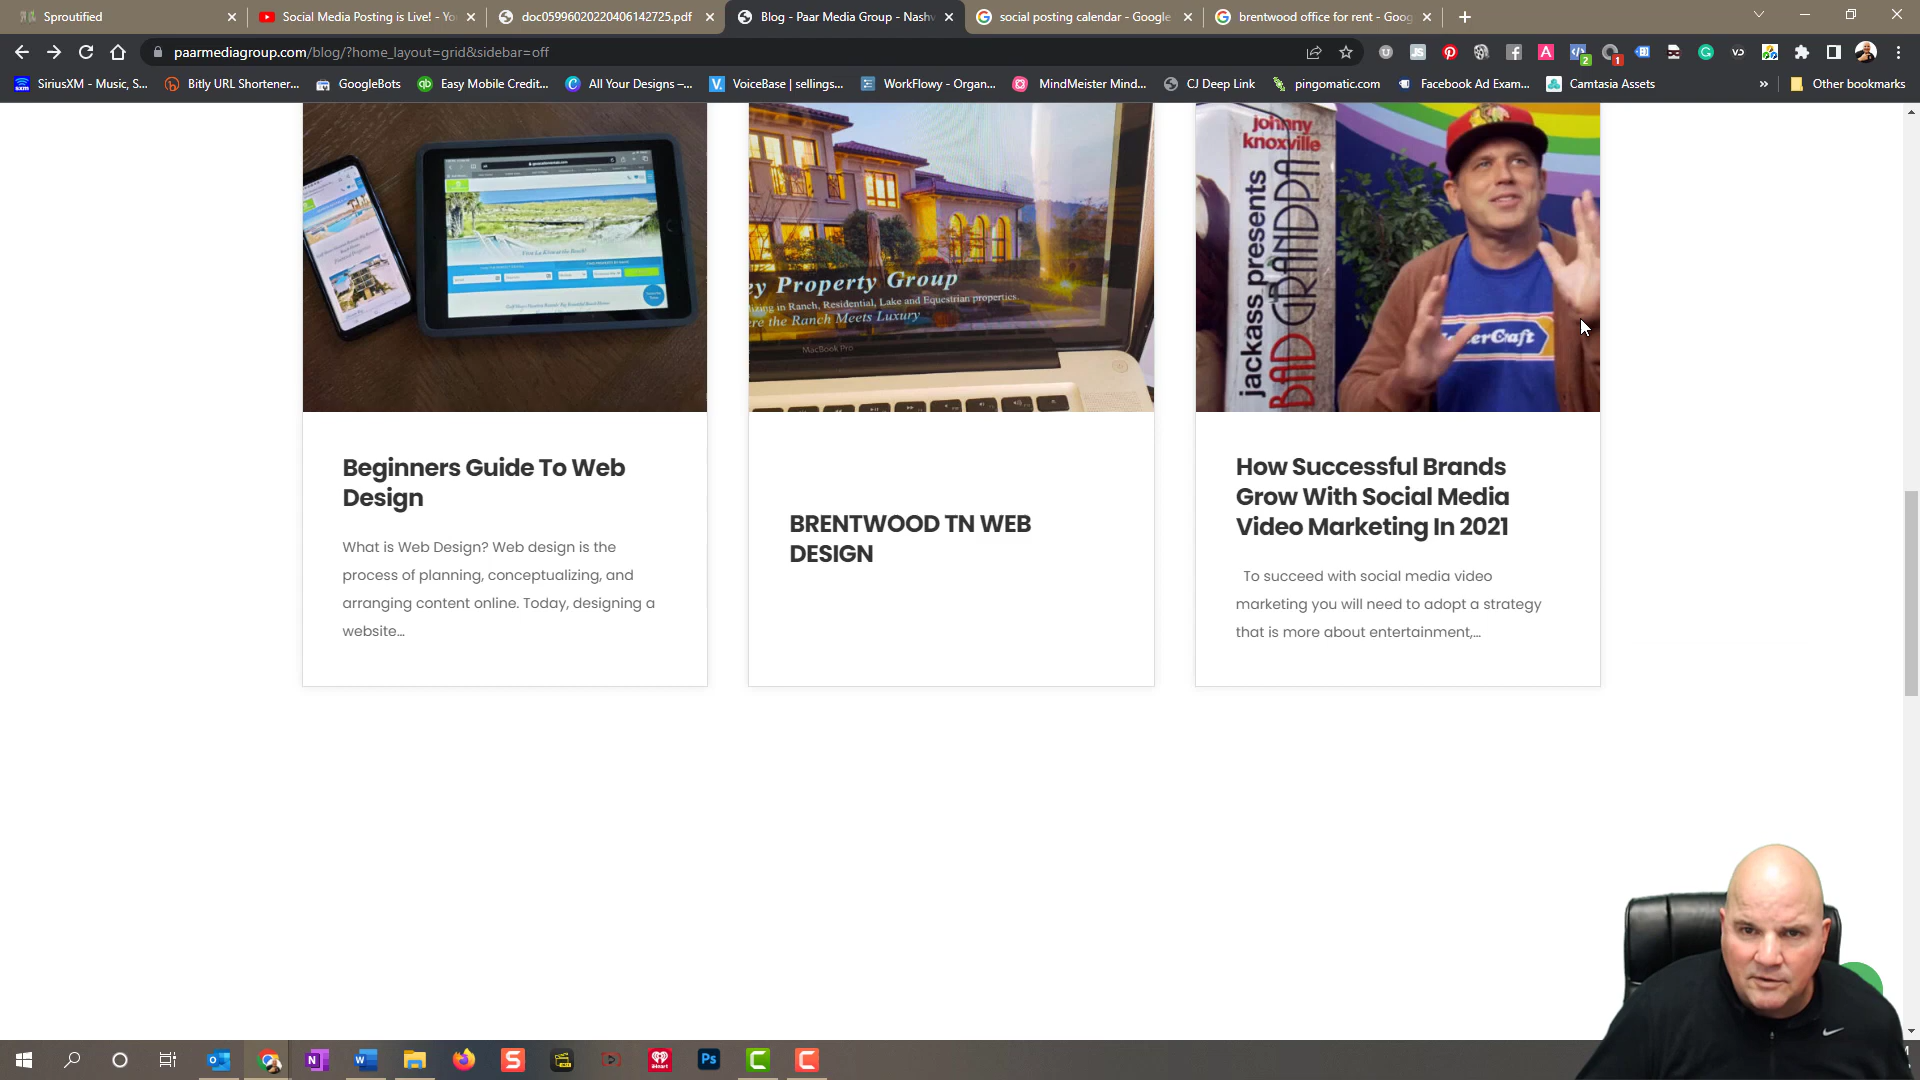 Sproutified
Social Media Posting is Live! - Yo
doc05996020220406142725.pdf
Blog - Paar Media Group - Nashv
social posting calendar - Google
brentwood office for rent - Goog
paarmediagroup.com/blog/?home_layout=grid&sidebar=off
2
1
SiriusXM - Music, S...
Bitly URL Shortener...
GoogleBots
Easy Mobile Credit...
All Your Designs –...
VoiceBase | sellings...
WorkFlowy - Organ...
MindMeister Mind...
CJ Deep Link
pingomatic.com
Facebook Ad Exam...
Camtasia Assets
»
Other bookmarks
ey Property Group
izing in Ranch, Residential, Lake and Equestrian properties.
ere the Ranch Meets Luxury
MacBook Pro
johnny
knoxville
jackass presents
BAD GRANDPA
erCraft
Beginners Guide To Web
Design
What is Web Design? Web design is the
process of planning, conceptualizing, and
arranging content online. Today, designing a
website...
BRENTWOOD TN WEB
DESIGN
How Successful Brands
Grow With Social Media
Video Marketing In 2021
To succeed with social media video
marketing you will need to adopt a strategy
that is more about entertainment,...